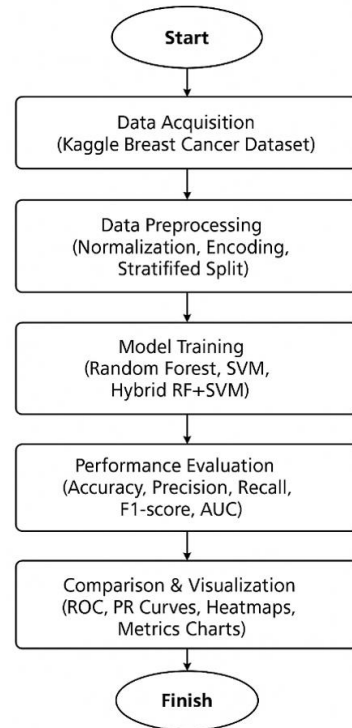 Start
Data Acquisition
(Kaggle Breast Cancer Dataset)
Data Preprocessing
(Normalization, Encoding,
Stratififed Split)
Model Training
(Random Forest, SVM,
Hybrid RF+SVM)
Performance Evaluation
(Accuracy, Precision, Recall,
F1-score, AUC)
Comparison & Visualization
(ROC, PR Curves, Heatmaps,
Metrics Charts)
Finish